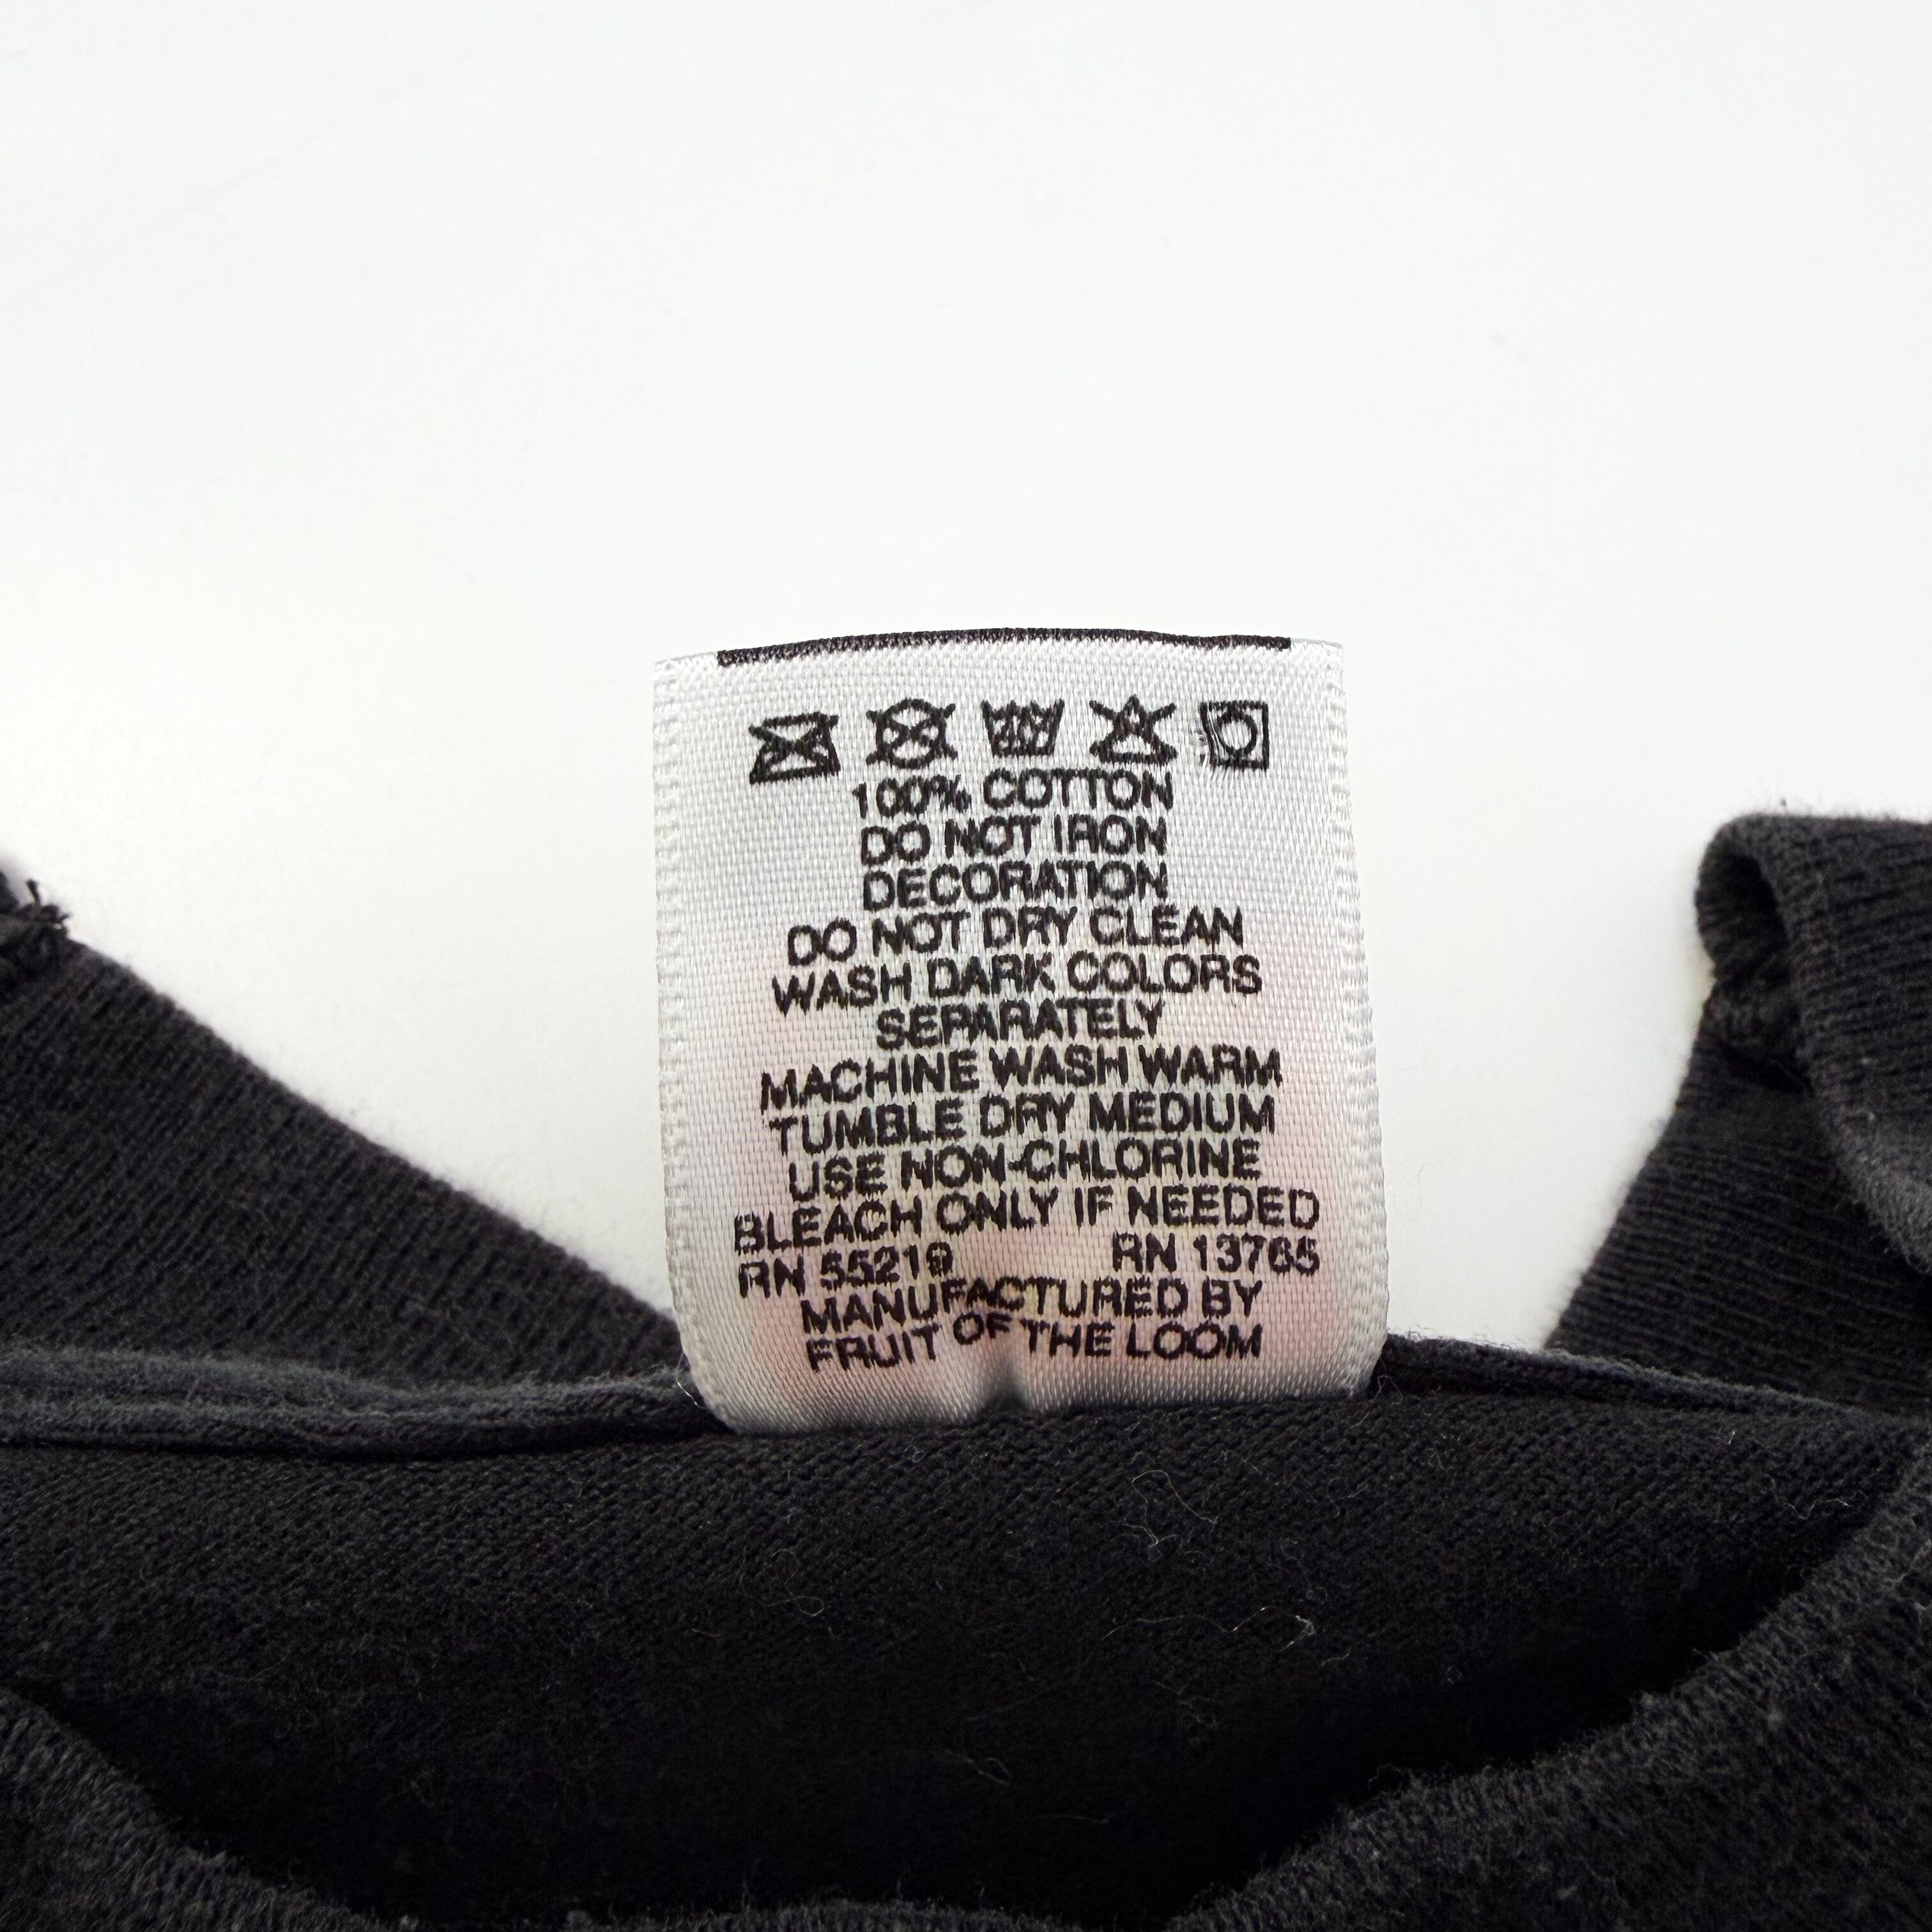 100% COTTON
DO NOT IRON
DECORATION
DO NOT DRY CLEAN
WASH DARK COLORS
SEPARATELY
MACHINE WASH WARM
TUMBLE DRY MEDIUM
USE NON-CHLORINE
BLEACH ONLY IF NEEDED
RN 55219 RN 13765
MANUFACTURED BY
FRUIT OF THE LOOM